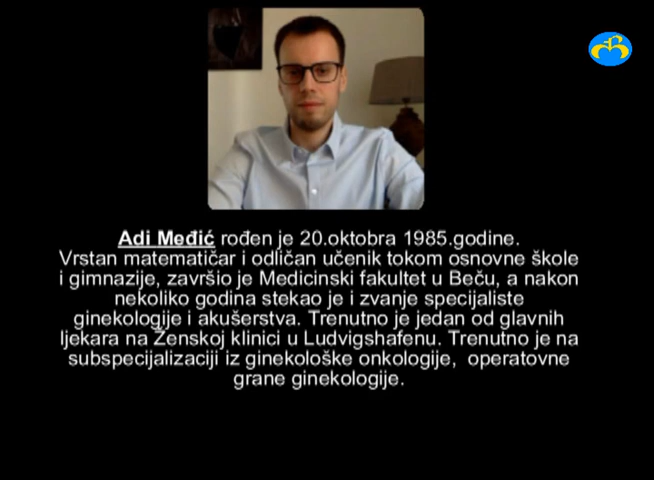 Adi Međić rođen je 20.oktobra 1985.godine.
Vrstan matematičar i odličan učenik tokom osnovne škole
i gimnazije, završio je Medicinski fakultet u Beču, a nakon
nekoliko godina stekao je i zvanje specijaliste
ginekologije i akušerstva. Trenutno je jedan od glavnih
ljekara na Ženskoj klinici u Ludvigshafenu. Trenutno je na
subspecijalizaciji iz ginekološke onkologije,  operatovne
grane ginekologije.